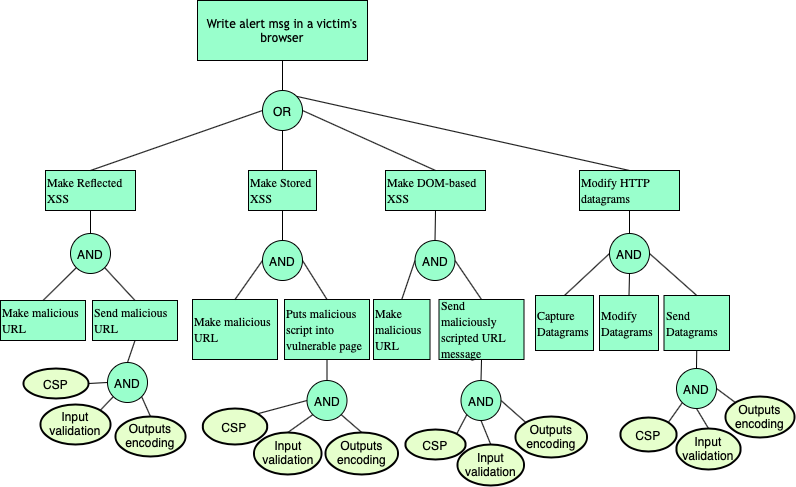 Write alert msg in a victim's
browser
OR
Make Reflected
XSS
Make Stored
XSS
Make DOM-based
XSS
Modify HTTP
datagrams
AND
AND
AND
AND
Make malicious
URL
Send malicious
URL
Make malicious
URL
Puts malicious
script into
vulnerable page
Make
malicious
URL
Send
maliciously
scripted URL
message
Capture
Datagrams
Modify
Datagrams
Send
Datagrams
AND
CSP
Input
validation
Outputs
encoding
AND
CSP
Input
validation
Outputs
encoding
AND
CSP
Input
validation
Outputs
encoding
AND
CSP
Input
validation
Outputs
encoding